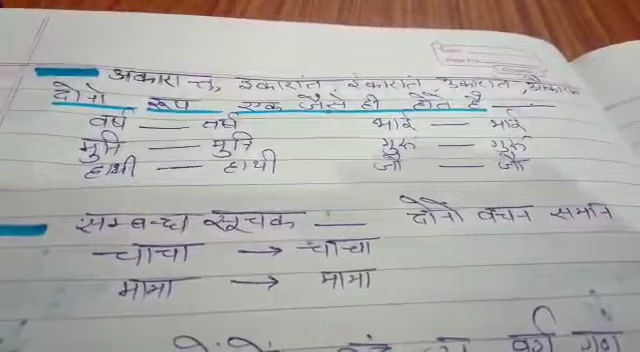 अकारान्त, इकारांत, ईकारांत, उकारांत, औकारांत
दोनो रूप एक जैसे ही होते है —
वर्ष — वर्ष भाई — भाई
मुनि — मुनि गुरु — गुरु
हाथी — हाथी जौ — जौ
सम्बन्ध सूचक — दोनों वचन समान
चाचा → चाचा
मामा → मामा